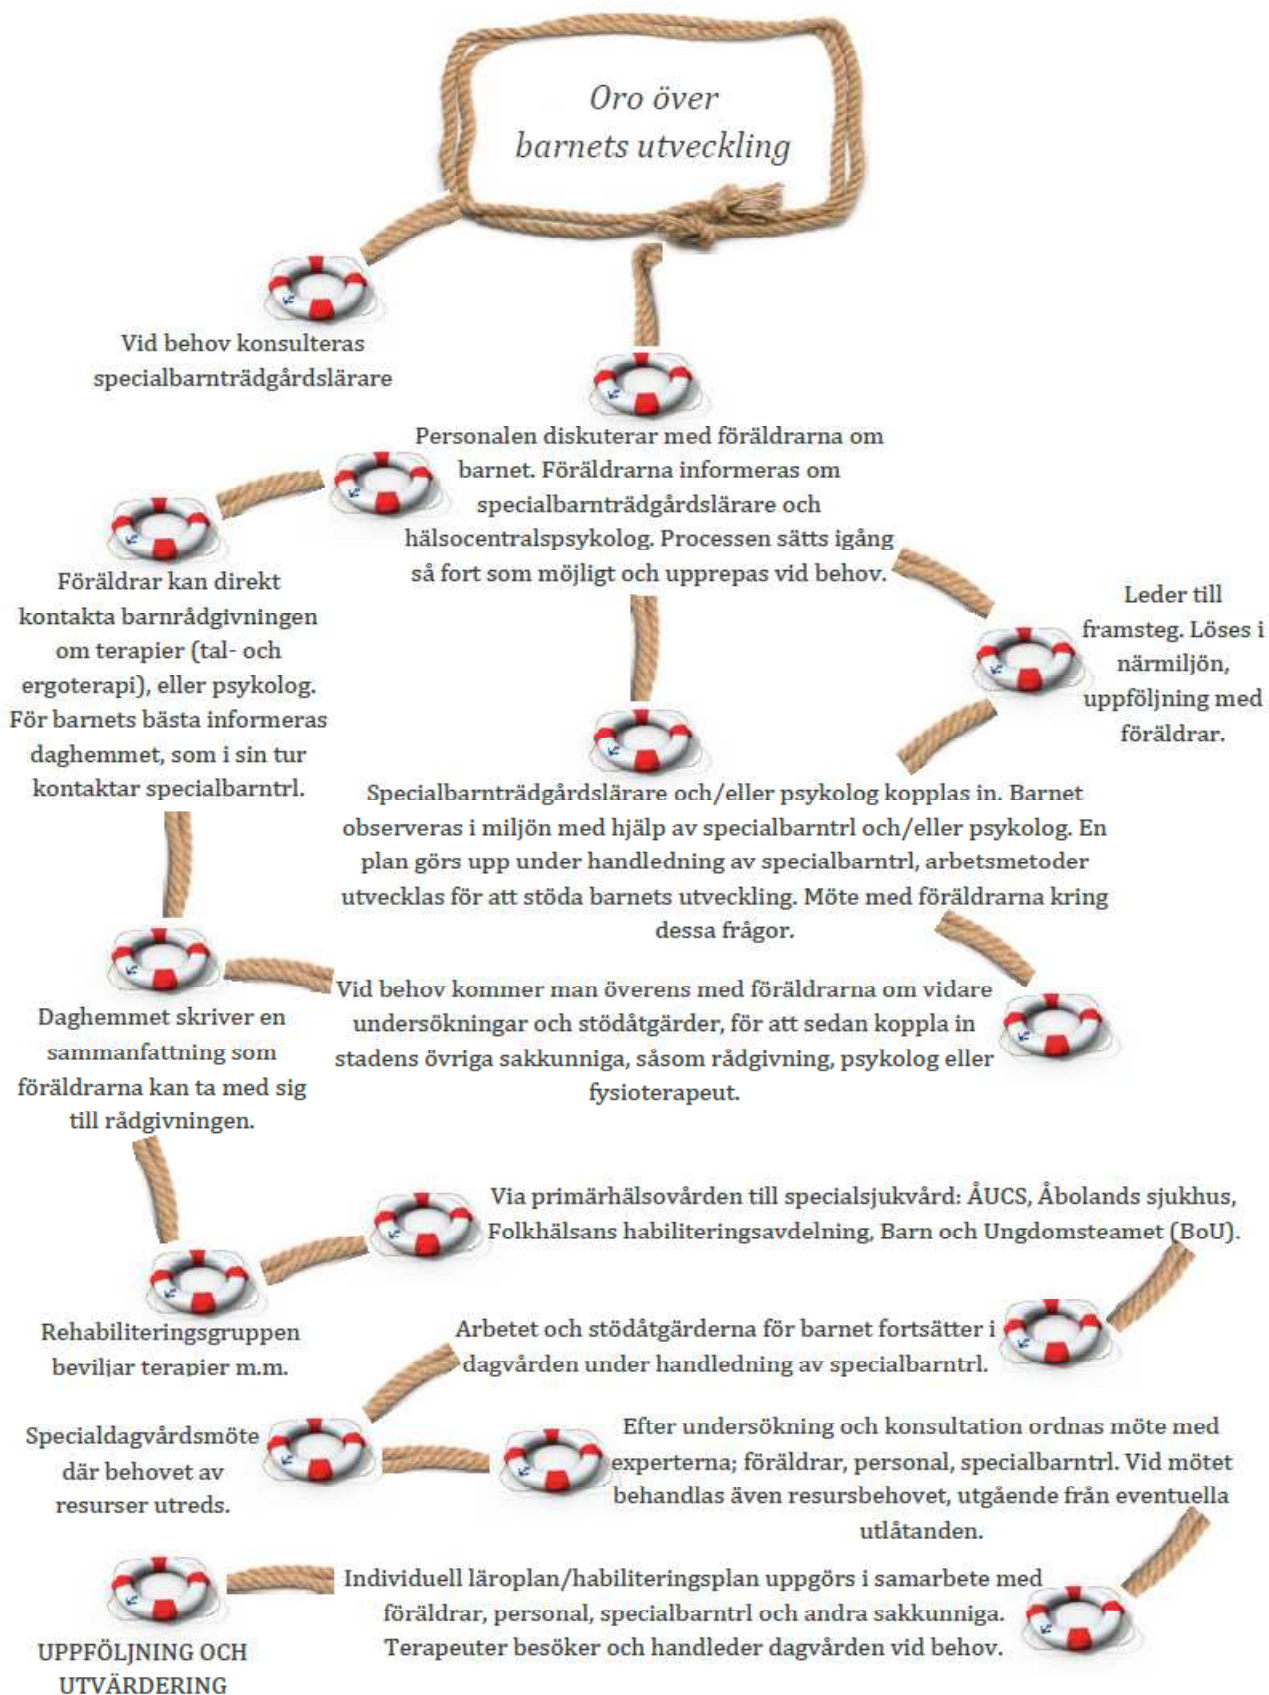 Oro över
barnets utveckling
Vid behov konsulteras
specialbarnträdgårdslärare
Personalen diskuterar med föräldrarna om
barnet. Föräldrarna informeras om
specialbarnträdgårdslärare och
hälsocentralspsykolog. Processen sätts igång
så fort som möjligt och upprepas vid behov.
Föräldrar kan direkt
kontakta barnrådgivningen
om terapier (tal- och
ergoterapi), eller psykolog.
För barnets bästa informeras
daghemmet, som i sin tur
kontaktar specialbarntrl.
Leder till
framsteg. Löses i
närmiljön,
uppföljning med
föräldrar.
Specialbarnträdgårdslärare och/eller psykolog kopplas in. Barnet
observeras i miljön med hjälp av specialbarntrl och/eller psykolog. En
plan görs upp under handledning av specialbarntrl, arbetsmetoder
utvecklas för att stöda barnets utveckling. Möte med föräldrarna kring
dessa frågor.
Vid behov kommer man överens med föräldrarna om vidare
undersökningar och stödåtgärder, för att sedan koppla in
stadens övriga sakkunniga, såsom rådgivning, psykolog eller
fysioterapeut.
Daghemmet skriver en
sammanfattning som
föräldrarna kan ta med sig
till rådgivningen.
Via primärhälsovården till specialsjukvård: ÅUCS, Åbolands sjukhus,
Folkhälsans habiliteringsavdelning, Barn och Ungdomsteamet (BoU).
Rehabiliteringsgruppen
beviljar terapier m.m.
Arbetet och stödåtgärderna för barnet fortsätter i
dagvården under handledning av specialbarntrl.
Specialdagvårdsmöte
där behovet av
resurser utreds.
Efter undersökning och konsultation ordnas möte med
experterna; föräldrar, personal, specialbarntrl. Vid mötet
behandlas även resursbehovet, utgående från eventuella
utlåtanden.
Individuell läroplan/habiliteringsplan uppgörs i samarbete med
föräldrar, personal, specialbarntrl och andra sakkunniga.
Terapeuter besöker och handleder dagvården vid behov.
UPPFÖLJNING OCH
UTVÄRDERING